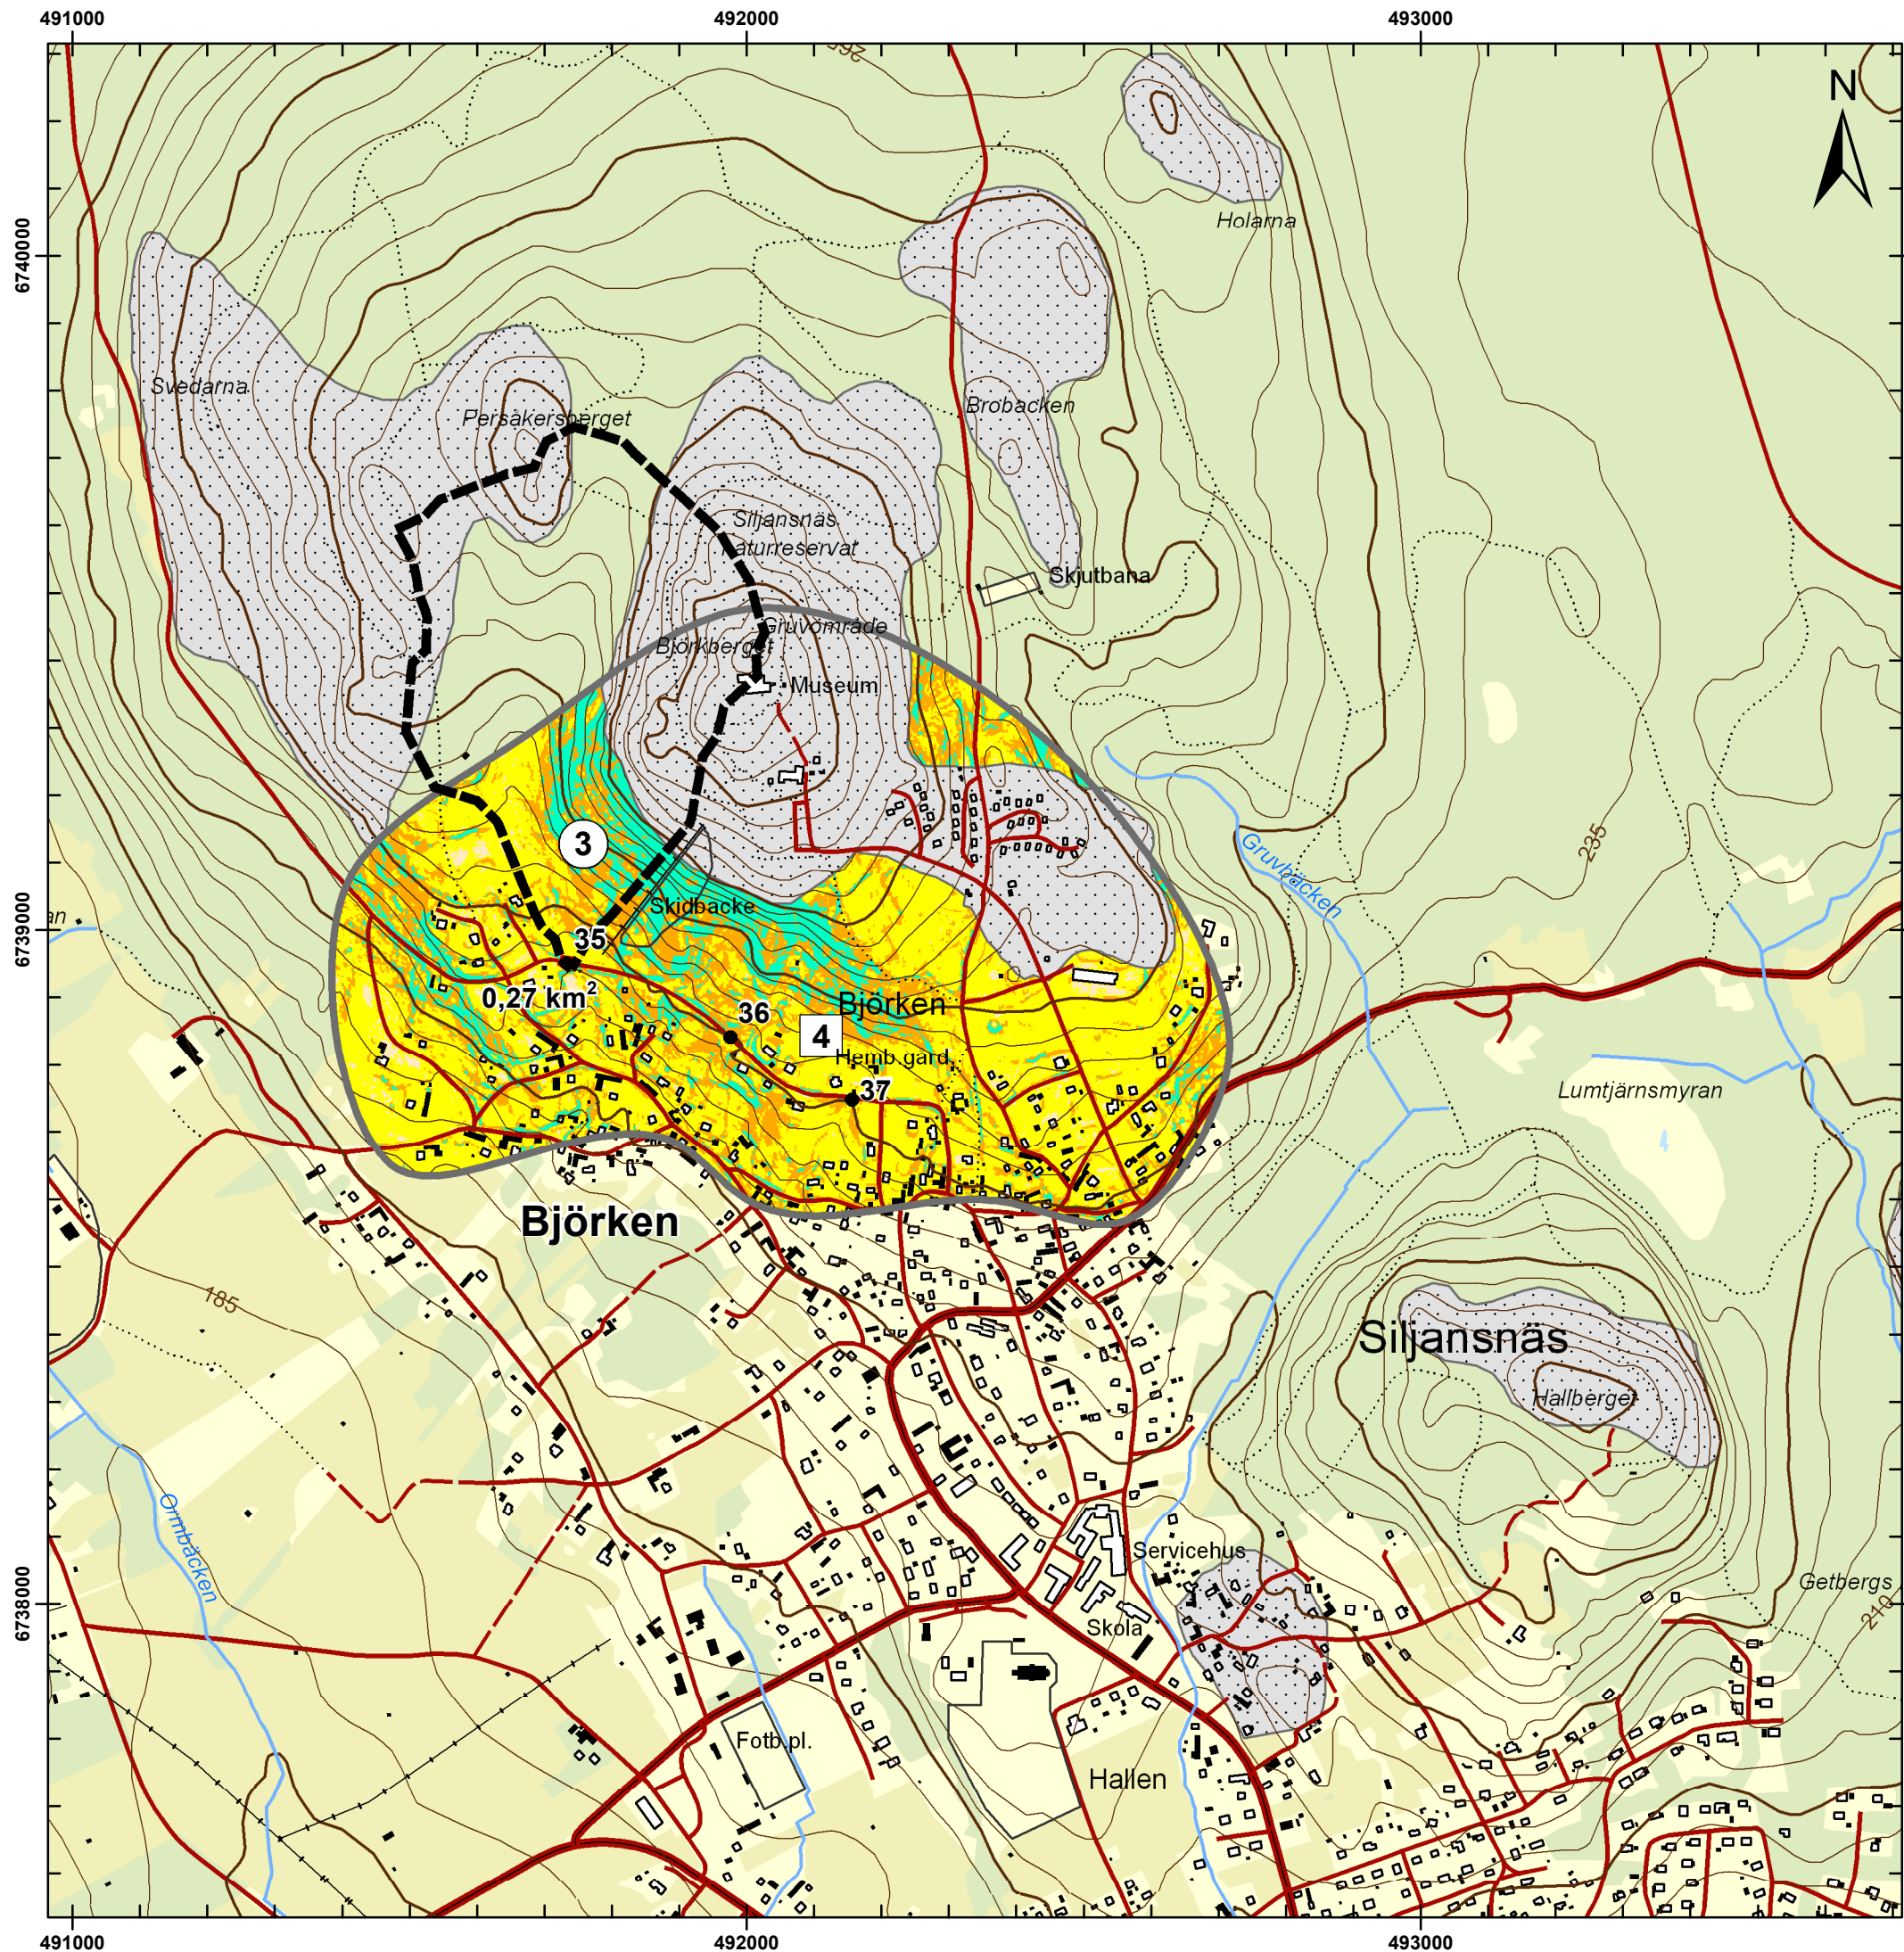 491000
492000
493000
265
N
Holarna
6740000
Svedarna
Persåkersberget
Brobacken
Siljansnäs
naturreservat
Skjutbana
Gruvområde
Björkberget
Museum
3
235
Gruvbäcken
Skidbacke
an
6739000
35
0,27 km2
36
Björken
4
Hemb.gård.
37
Lumtjärnsmyran
Björken
185
Siljansnäs
Hallberget
Ormbäcken
Servicehus
Getbergs
6738000
210
Skola
Fotb.pl.
Hallen
491000
492000
493000